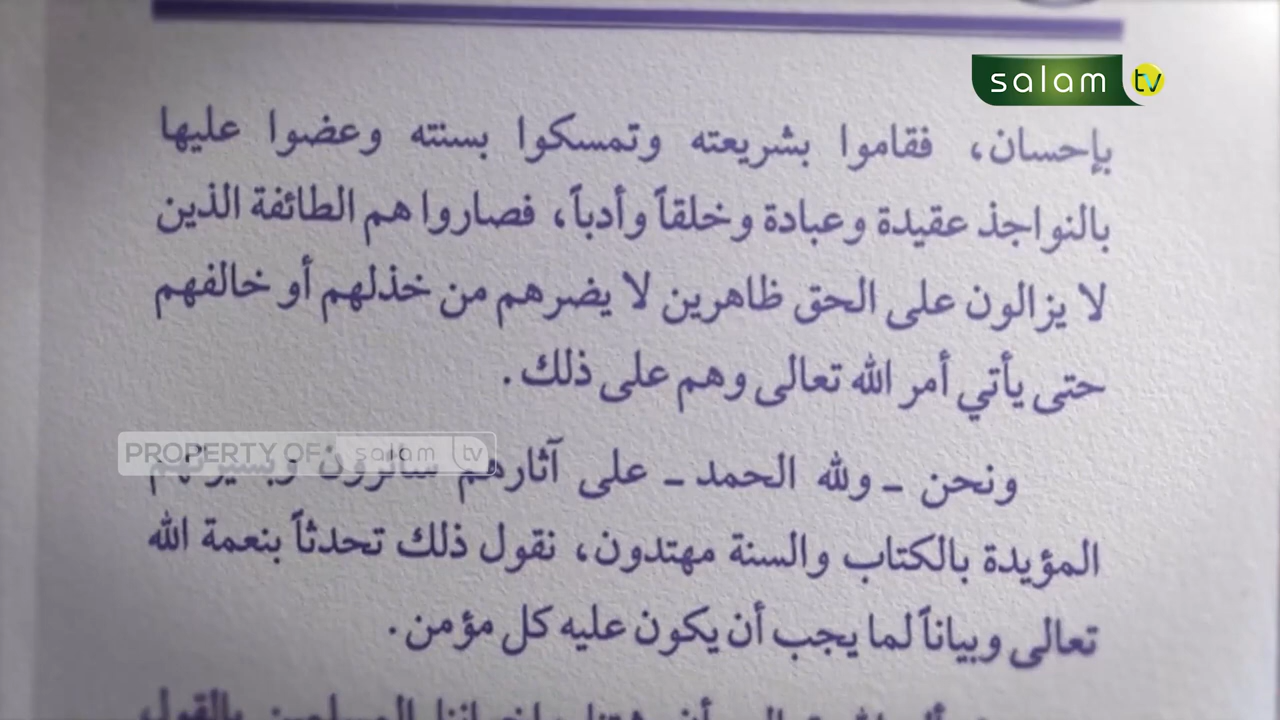 salam tv
بإحسان، فقاموا بشريعته وتمسكوا بسنته وعضوا عليها
بالنواجذ عقيدة وعبادة وخلقاً وأدباً، فصاروا هم الطائفة الذين
لا يزالون على الحق ظاهرين لا يضرهم من خذلهم أو خالفهم
حتى يأتي أمر الله تعالى وهم على ذلك.
ونحن ـ ولله الحمد ـ على آثارهم سائرون وبسيرتهم
PROPERTY OF salam tv
المؤيدة بالكتاب والسنة مهتدون، نقول ذلك تحدثاً بنعمة الله
تعالى وبياناً لما يجب أن يكون عليه كل مؤمن.